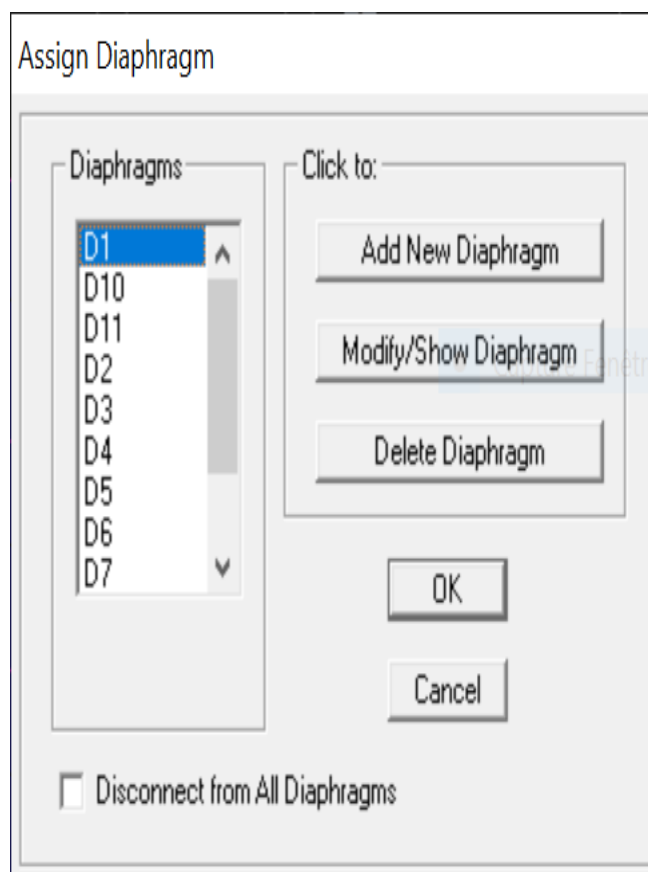 Assign Diaphragm
Diaphragms
D1
D10
D11
D2
D3
D4
D5
D6
D7
Click to:
Add New Diaphragm
Modify/Show Diaphragm
Delete Diaphragm
OK
Cancel
Disconnect from All Diaphragms